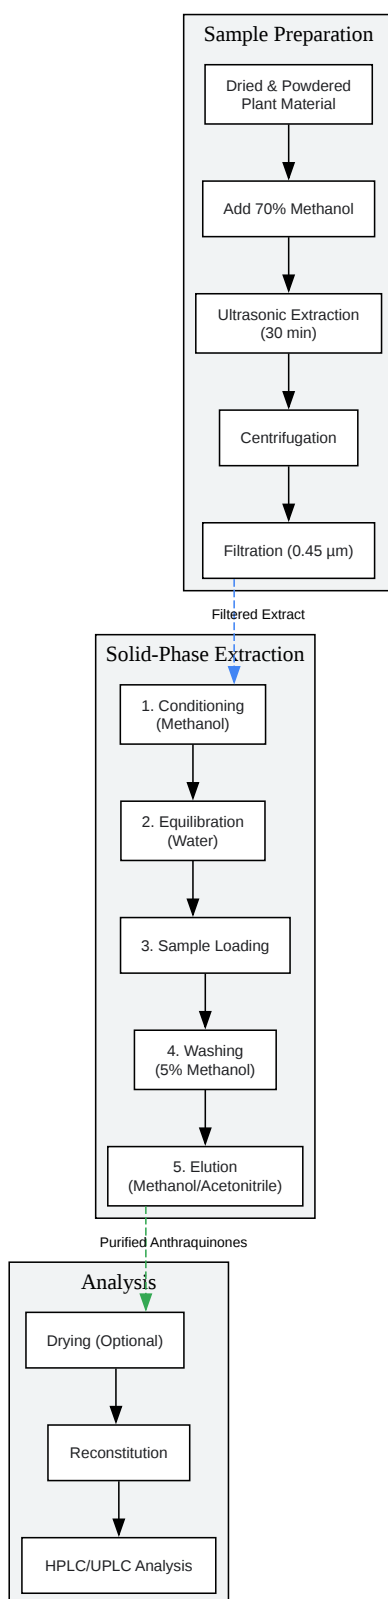 Sample Preparation
Dried & Powdered
Plant Material
Add 70% Methanol
Ultrasonic Extraction
(30 min)
Centrifugation
Filtration (0.45 µm)
Filtered Extract
Solid-Phase Extraction
1. Conditioning
(Methanol)
2. Equilibration
(Water)
3. Sample Loading
4. Washing
(5% Methanol)
5. Elution
(Methanol/Acetonitrile)
Purified Anthraquinones
Analysis
Drying (Optional)
Reconstitution
HPLC/UPLC Analysis